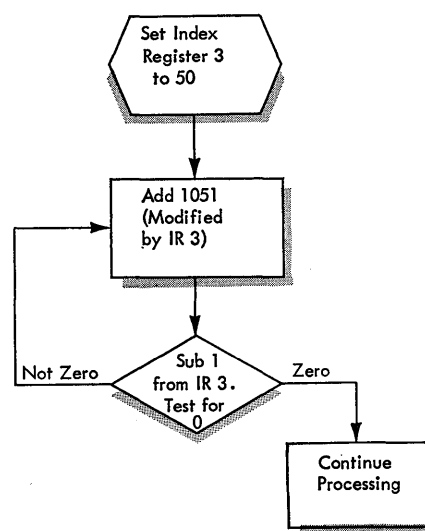 Set Index
Register 3
to 50
Add 1051
(Modified
by IR 3)
Not Zero
Sub 1
from IR 3.
Test for
0
Zero
Continue
Processing